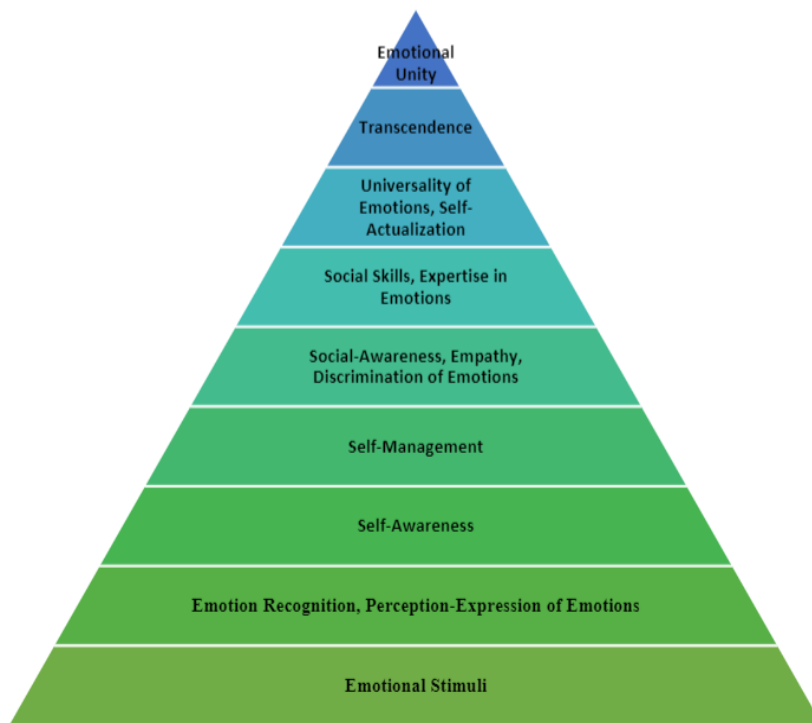 Emotional
Unity
Transcendence
Universality of
Emotions, Self-
Actualization
Social Skills, Expertise in
Emotions
Social-Awareness, Empathy,
Discrimination of Emotions
Self-Management
Self-Awareness
Emotion Recognition, Perception-Expression of Emotions
Emotional Stimuli